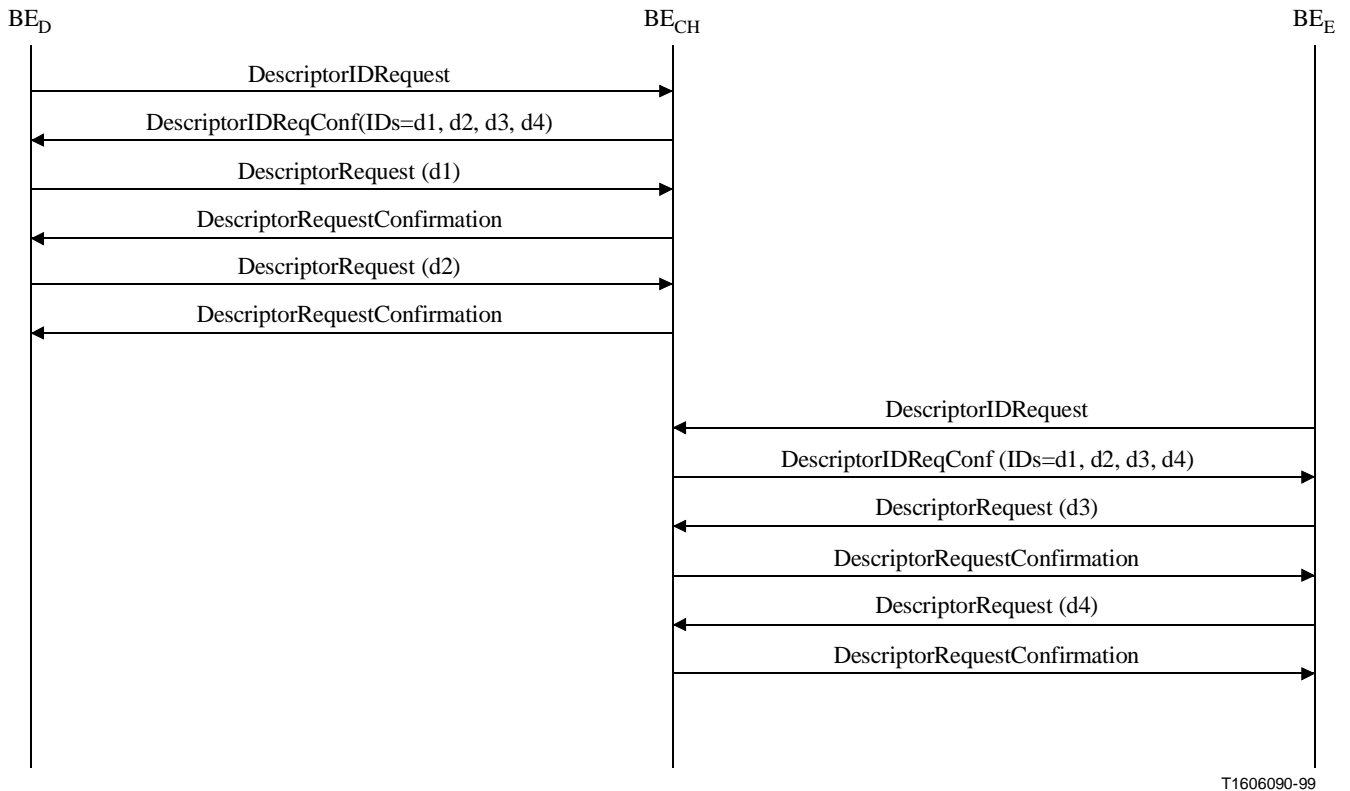 BE_D BE_CH BE_E
DescriptorIDRequest
DescriptorIDReqConf(IDs=d1, d2, d3, d4)
DescriptorRequest (d1)
DescriptorRequestConfirmation
DescriptorRequest (d2)
DescriptorRequestConfirmation
DescriptorIDRequest
DescriptorIDReqConf (IDs=d1, d2, d3, d4)
DescriptorRequest (d3)
DescriptorRequestConfirmation
DescriptorRequest (d4)
DescriptorRequestConfirmation
T1606090-99